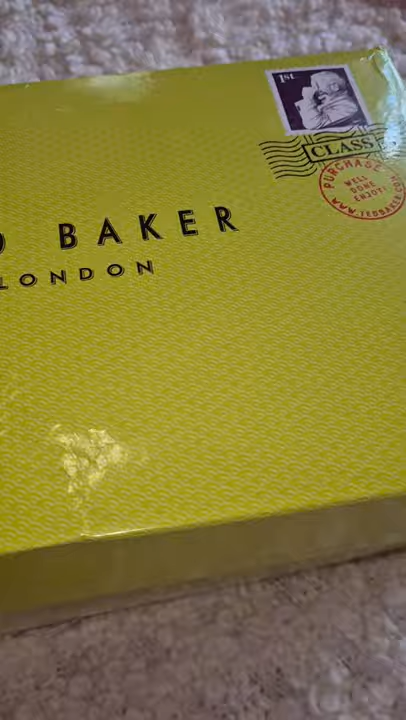 1st
CLASS
PURCHASE
WELL
DONE
ENJOY!
WWW.TEDBAKER.COM
D BAKER
LONDON